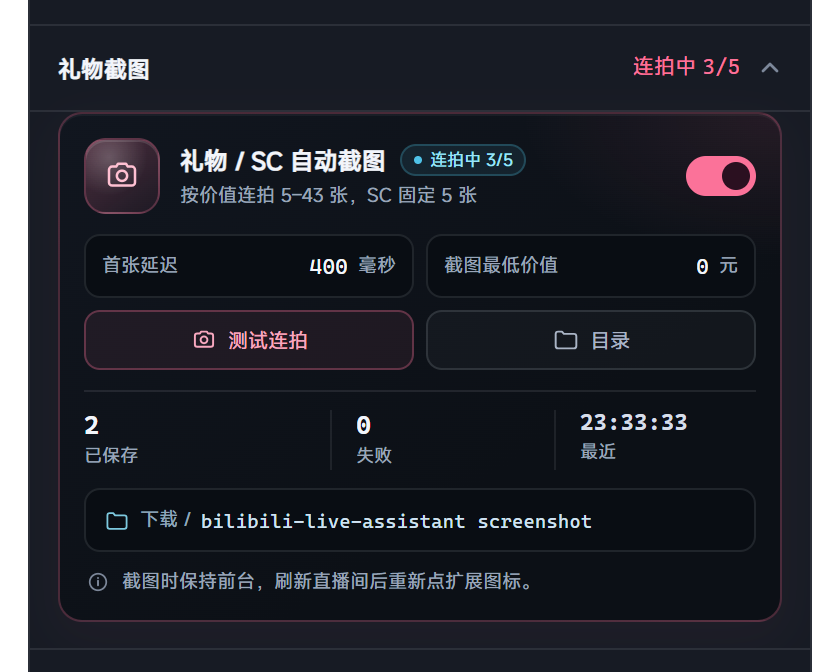 礼物截图
连拍中 3/5
礼物 / SC 自动截图
连拍中 3/5
按价值连拍 5–43 张，SC 固定 5 张
首张延迟 400 毫秒
截图最低价值 0 元
测试连拍
目录
2
已保存
0
失败
23:33:33
最近
下载 / bilibili-live-assistant screenshot
截图时保持前台，刷新直播间后重新点扩展图标。